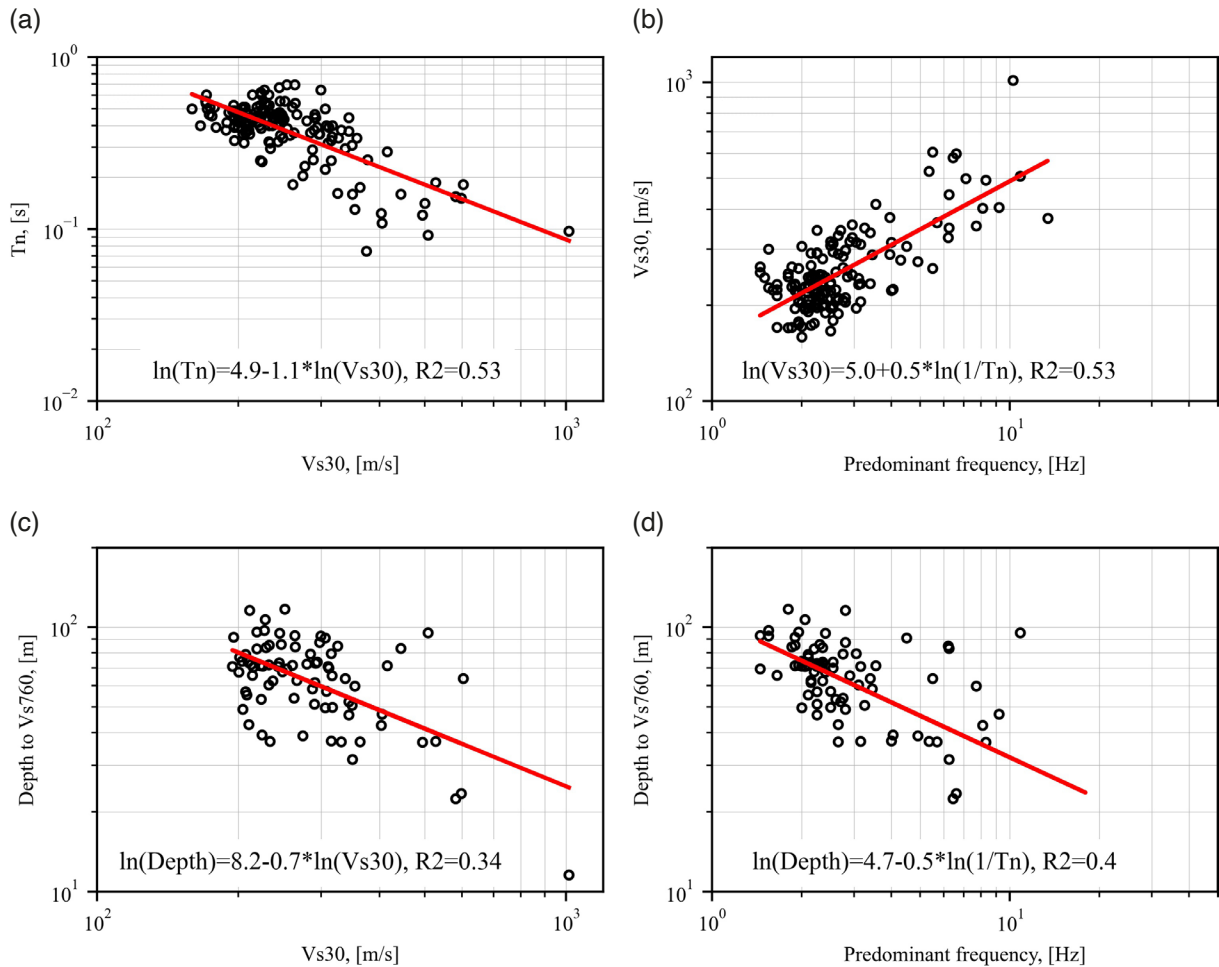 (a)
10⁰
10⁻¹
10⁻²
Tn, [s]
ln(Tn)=4.9-1.1*ln(Vs30), R2=0.53
10² 10³
Vs30, [m/s]
(b)
10³
10²
Vs30, [m/s]
ln(Vs30)=5.0+0.5*ln(1/Tn), R2=0.53
10⁰ 10¹
Predominant frequency, [Hz]
(c)
10²
10¹
Depth to Vs760, [m]
ln(Depth)=8.2-0.7*ln(Vs30), R2=0.34
10² 10³
Vs30, [m/s]
(d)
10²
10¹
Depth to Vs760, [m]
ln(Depth)=4.7-0.5*ln(1/Tn), R2=0.4
10⁰ 10¹
Predominant frequency, [Hz]